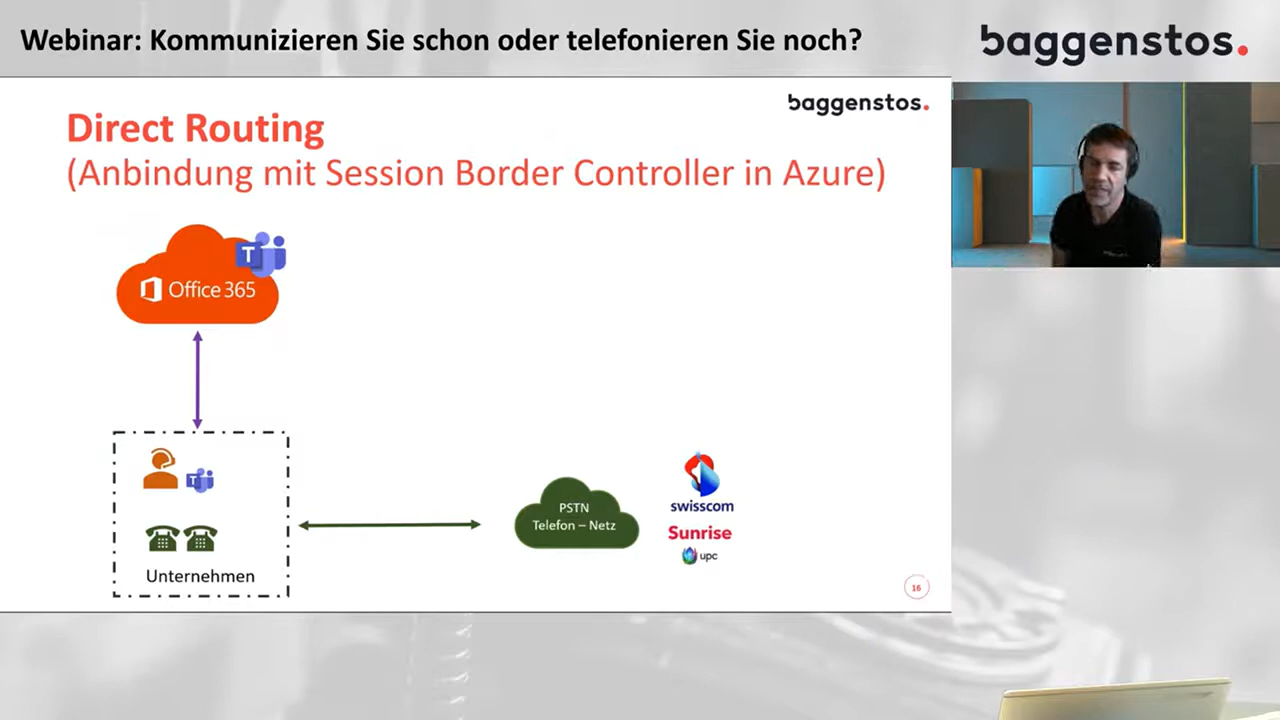 Webinar: Kommunizieren Sie schon oder telefonieren Sie noch?
baggenstos.
baggenstos.
Direct Routing
(Anbindung mit Session Border Controller in Azure)
T
Office 365
T
Unternehmen
PSTN
Telefon – Netz
swisscom
Sunrise
upc
16